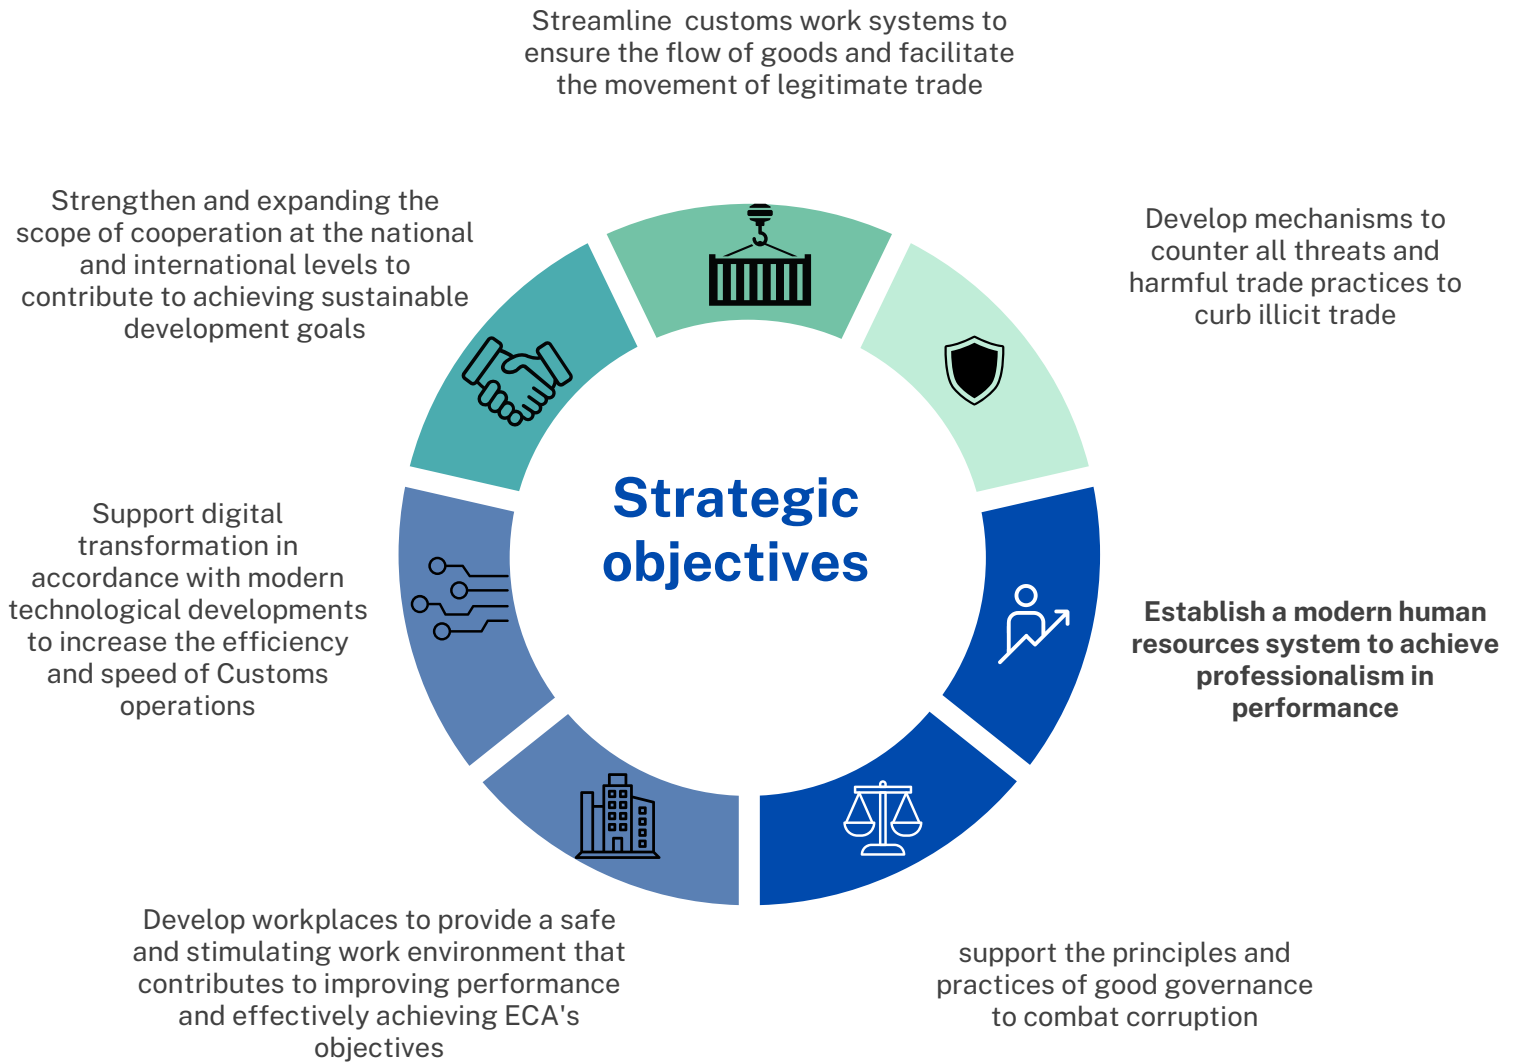 Streamline  customs work systems to
ensure the flow of goods and facilitate
the movement of legitimate trade
Strengthen and expanding the
scope of cooperation at the national
and international levels to
contribute to achieving sustainable
development goals
Develop mechanisms to
counter all threats and
harmful trade practices to
curb illicit trade
Strategic
objectives
Support digital
transformation in
accordance with modern
technological developments
to increase the efficiency
and speed of Customs
operations
Establish a modern human
resources system to achieve
professionalism in
performance
Develop workplaces to provide a safe
and stimulating work environment that
contributes to improving performance
and effectively achieving ECA's
objectives
support the principles and
practices of good governance
to combat corruption